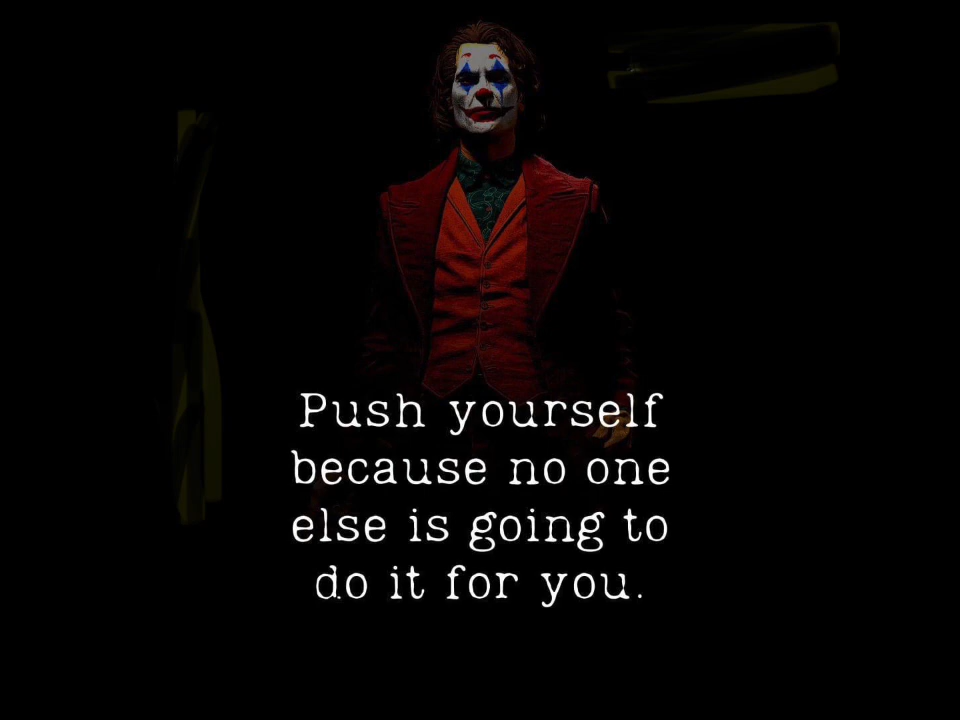 Push yourself
because no one
else is going to
do it for you.